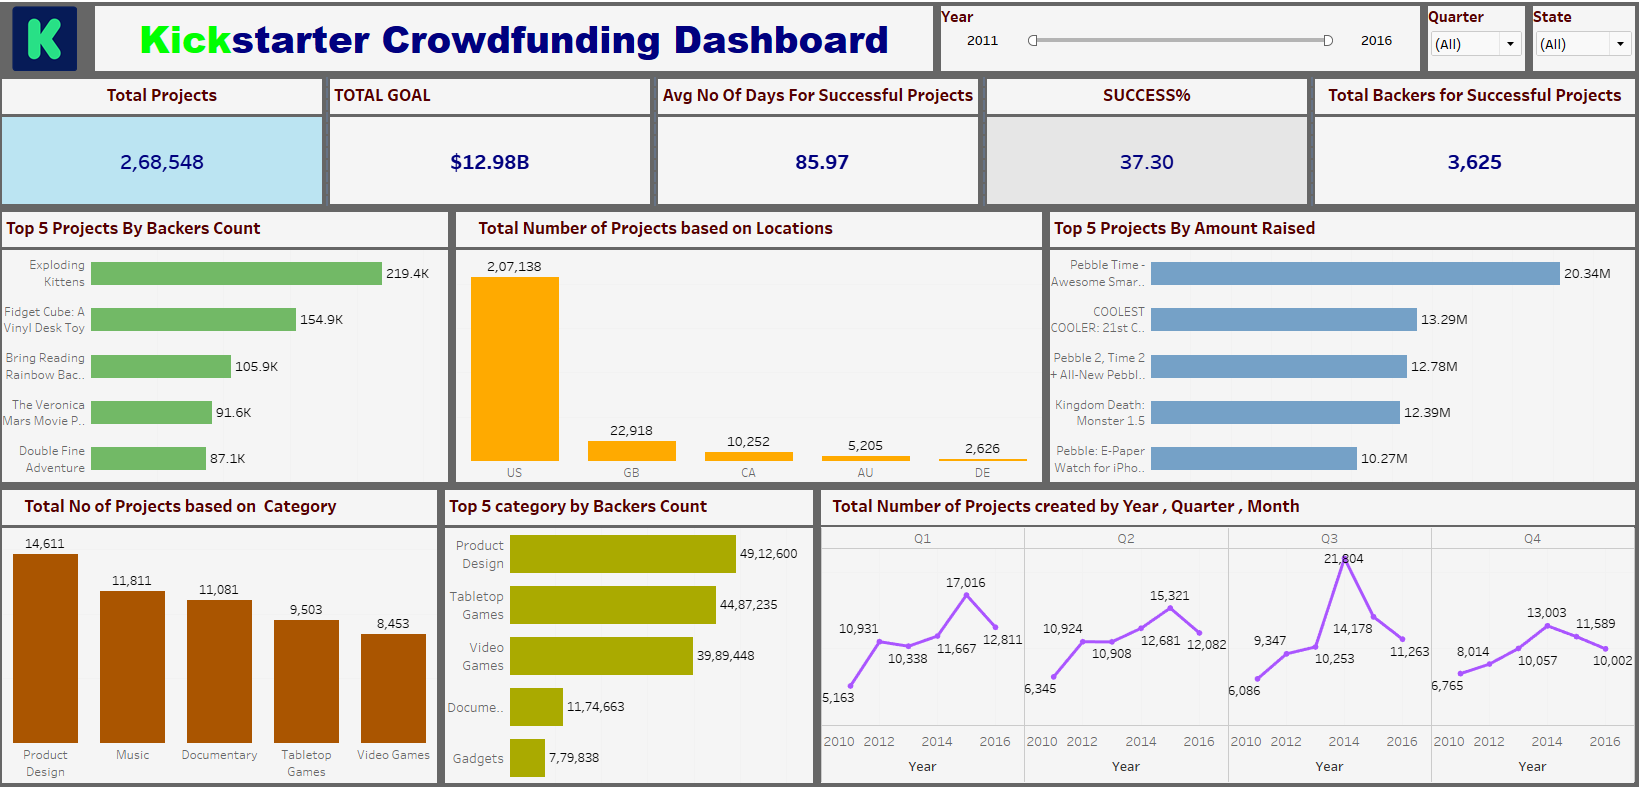 K
Kickstarter Crowdfunding Dashboard
Year
2011
2016
Quarter
(All)
State
(All)
Total Projects
2,68,548
TOTAL GOAL
$12.98B
Avg No Of Days For Successful Projects
85.97
SUCCESS%
37.30
Total Backers for Successful Projects
3,625
Top 5 Projects By Backers Count
Exploding
Kittens
219.4K
Fidget Cube: A
Vinyl Desk Toy
154.9K
Bring Reading
Rainbow Bac..
105.9K
The Veronica
Mars Movie P..
91.6K
Double Fine
Adventure
87.1K
Total Number of Projects based on Locations
2,07,138
22,918
10,252
5,205
2,626
US
GB
CA
AU
DE
Top 5 Projects By Amount Raised
Pebble Time -
Awesome Smar..
20.34M
COOLEST
COOLER: 21st C..
13.29M
Pebble 2, Time 2
+ All-New Pebbl..
12.78M
Kingdom Death:
Monster 1.5
12.39M
Pebble: E-Paper
Watch for iPho..
10.27M
Total No of Projects based on  Category
14,611
11,811
11,081
9,503
8,453
Product
Design
Music
Documentary
Tabletop
Games
Video Games
Top 5 category by Backers Count
Product
Design
49,12,600
Tabletop
Games
44,87,235
Video
Games
39,89,448
Docume..
11,74,663
Gadgets
7,79,838
Total Number of Projects created by Year , Quarter , Month
Q1
5,163
10,931
10,338
11,667
17,016
12,811
2010
2012
2014
2016
Year
Q2
6,345
10,924
10,908
12,681
15,321
12,082
2010
2012
2014
2016
Year
Q3
6,086
9,347
10,253
21,804
14,178
11,263
2010
2012
2014
2016
Year
Q4
6,765
8,014
10,057
13,003
11,589
10,002
2010
2012
2014
2016
Year